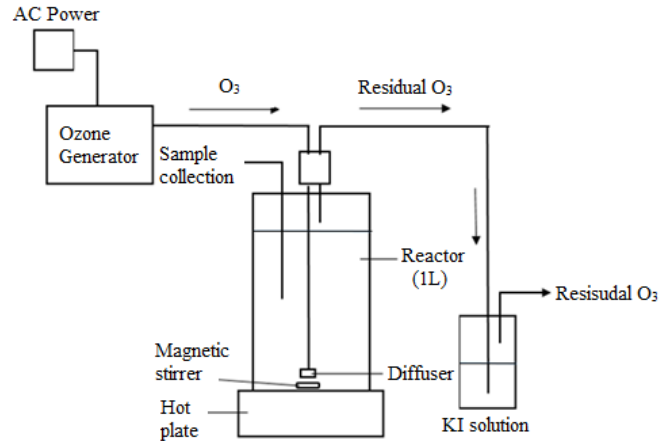 AC Power
O₃
Residual O₃
Ozone
Generator
Sample
collection
Reactor
(1L)
Resisudal O₃
Magnetic
stirrer
Diffuser
Hot
plate
KI solution